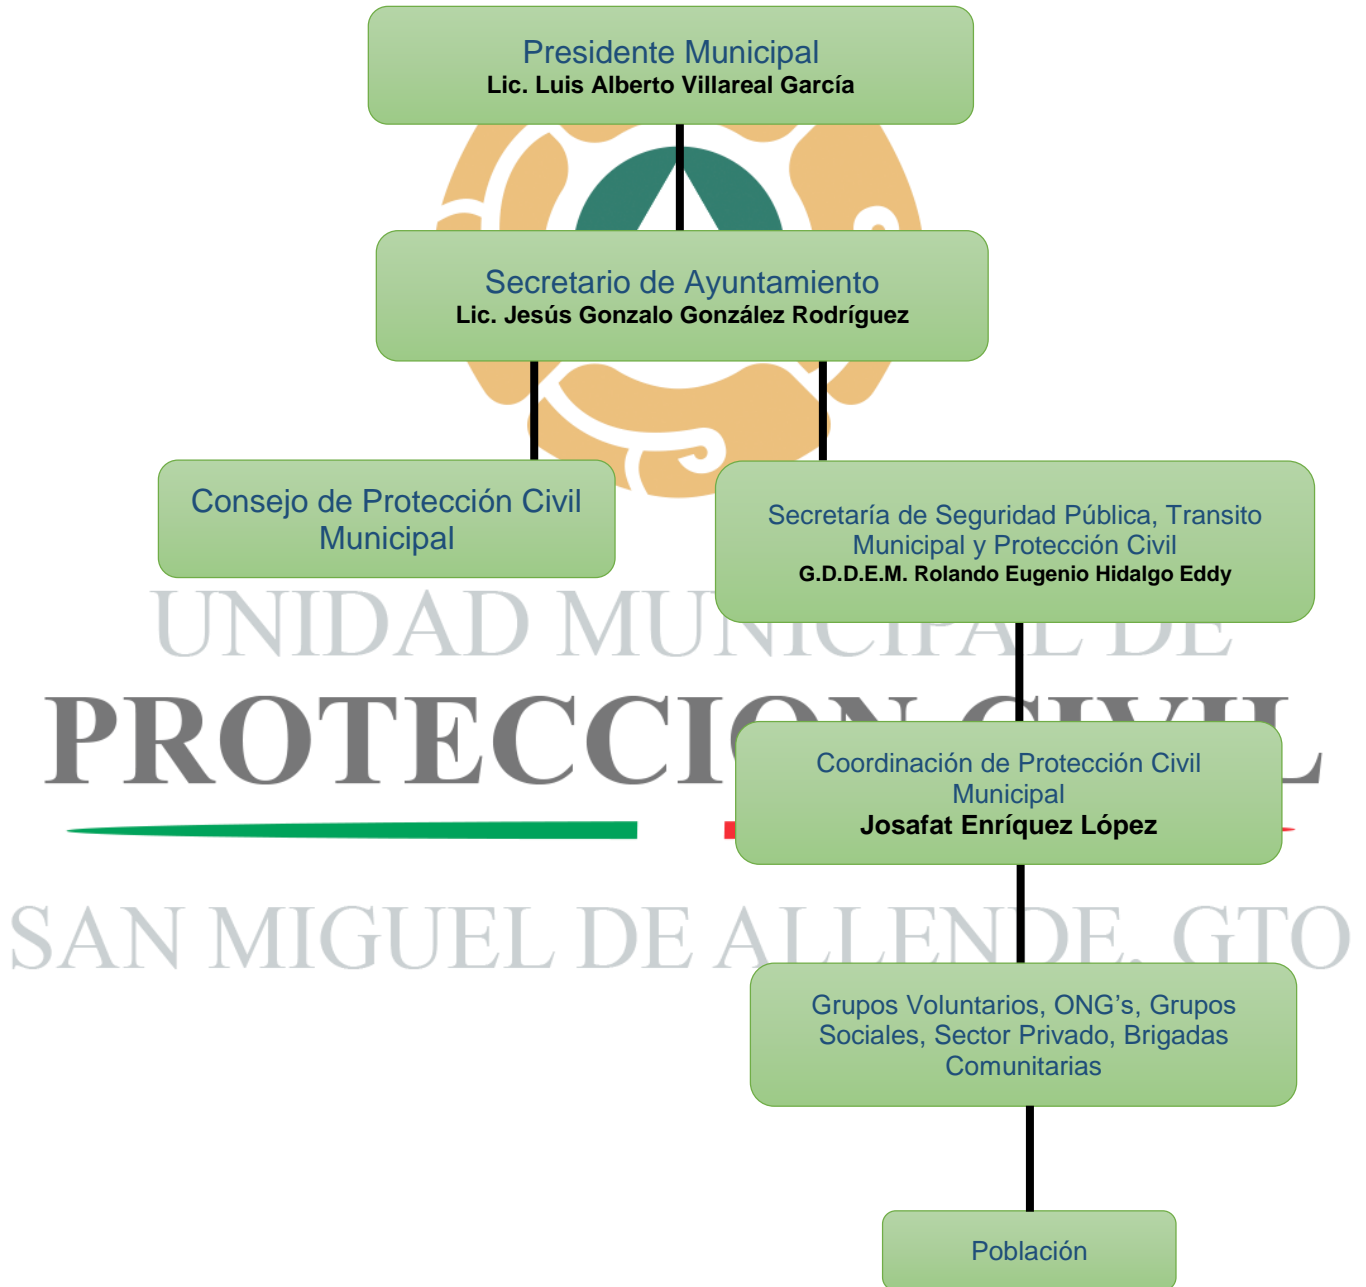 Presidente Municipal
Lic. Luis Alberto Villareal García
Secretario de Ayuntamiento
Lic. Jesús Gonzalo González Rodríguez
Consejo de Protección Civil
Municipal
Secretaría de Seguridad Pública, Transito
Municipal y Protección Civil
G.D.D.E.M. Rolando Eugenio Hidalgo Eddy
UNIDAD MUNICIPAL DE
PROTECCION CIVIL
Coordinación de Protección Civil
Municipal
Josafat Enríquez López
SAN MIGUEL DE ALLENDE, GTO
Grupos Voluntarios, ONG’s, Grupos
Sociales, Sector Privado, Brigadas
Comunitarias
Población